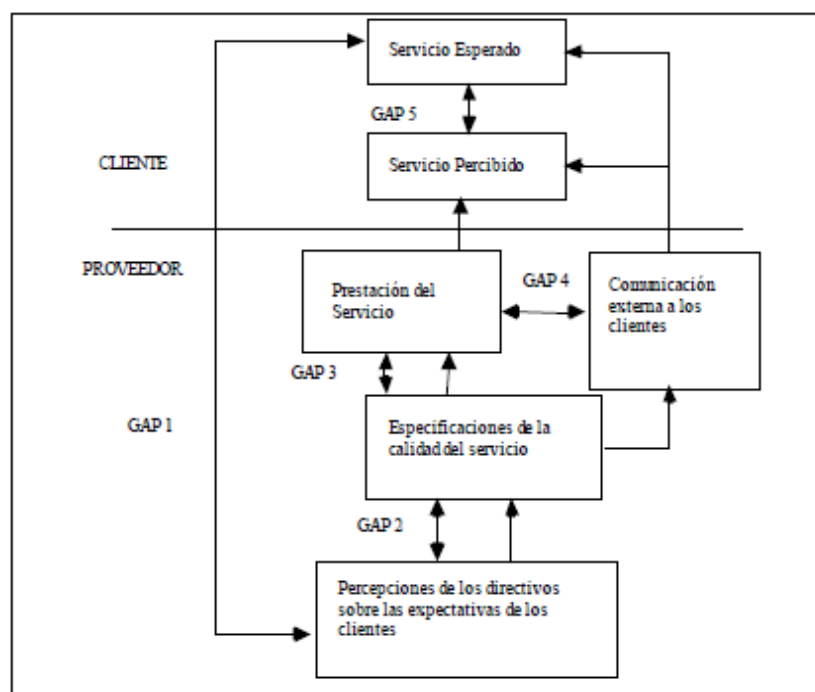 Servicio Esperado
GAP 5
CLIENTE
Servicio Percibido
PROVEEDOR
Prestación del
Servicio
GAP 4
Comunicación
externa a los
clientes
GAP 3
GAP 1
Especificaciones de la
calidad del servicio
GAP 2
Percepciones de los directivos
sobre las expectativas de los
clientes